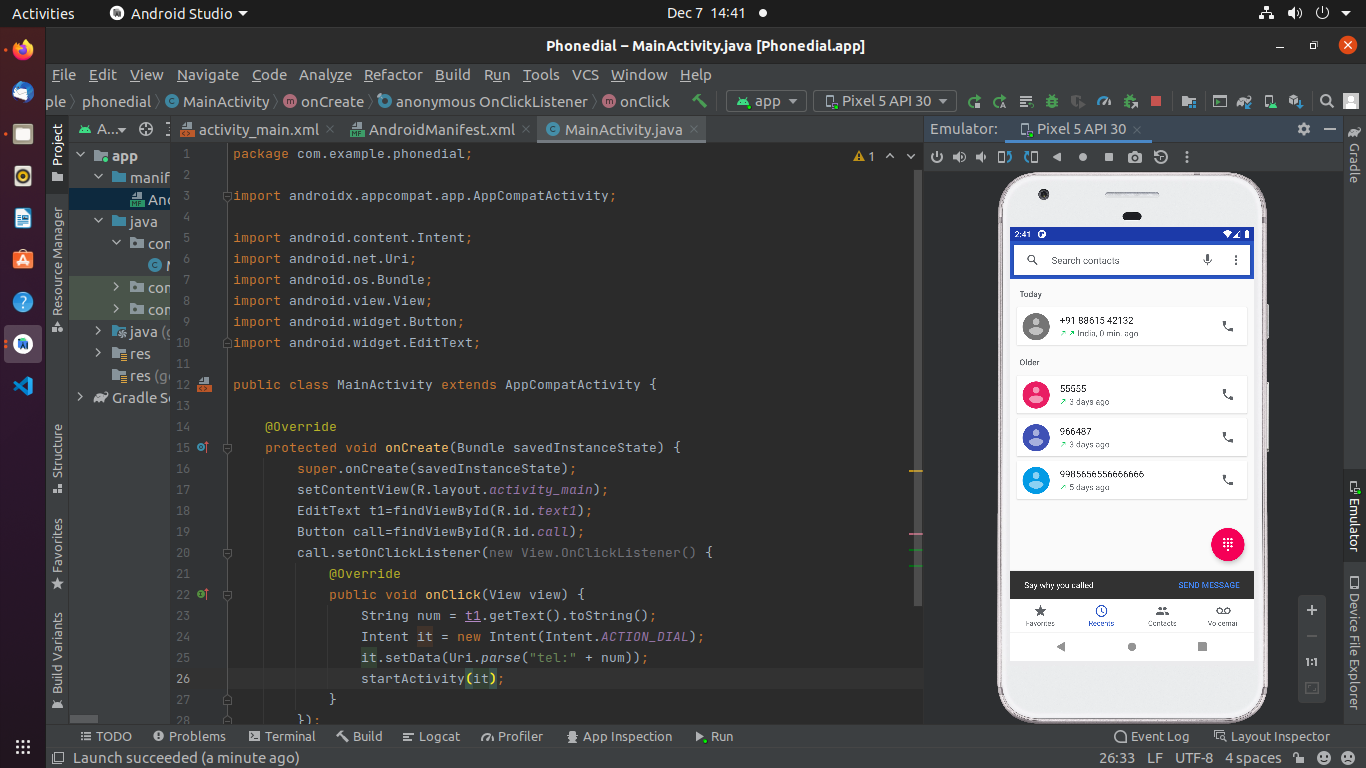 Activities
Android Studio
Dec 7 14:41
Phonedial – MainActivity.java [Phonedial.app]
File Edit View Navigate Code Analyze Refactor Build Run Tools VCS Window Help
ple phonedial MainActivity onCreate anonymous OnClickListener onClick app Pixel 5 API 30
Project
Resource Manager
Structure
Favorites
Build Variants
A...
app
manif
And
java
com
M
com
com
java (g
res
res (ge
Gradle Sc
activity_main.xml AndroidManifest.xml MainActivity.java
1
1 package com.example.phonedial;
2
3 import androidx.appcompat.app.AppCompatActivity;
4
5 import android.content.Intent;
6 import android.net.Uri;
7 import android.os.Bundle;
8 import android.view.View;
9 import android.widget.Button;
10 import android.widget.EditText;
11
12 public class MainActivity extends AppCompatActivity {
13
14 @Override
15 protected void onCreate(Bundle savedInstanceState) {
16 super.onCreate(savedInstanceState);
17 setContentView(R.layout.activity_main);
18 EditText t1=findViewById(R.id.text1);
19 Button call=findViewById(R.id.call);
20 call.setOnClickListener(new View.OnClickListener() {
21 @Override
22 public void onClick(View view) {
23 String num = t1.getText().toString();
24 Intent it = new Intent(Intent.ACTION_DIAL);
25 it.setData(Uri.parse("tel:" + num));
26 startActivity(it);
27 }
28 });
Emulator: Pixel 5 API 30
2:41
Search contacts
Today
+91 88615 42132
India, 0 min. ago
Older
55555
3 days ago
966487
3 days ago
9985656556666666
5 days ago
Say why you called SEND MESSAGE
Favorites Recents Contacts Voicemail
1:1
Gradle
Emulator
Device File Explorer
TODO Problems Terminal Build Logcat Profiler App Inspection Run Event Log Layout Inspector
Launch succeeded (a minute ago) 26:33 LF UTF-8 4 spaces